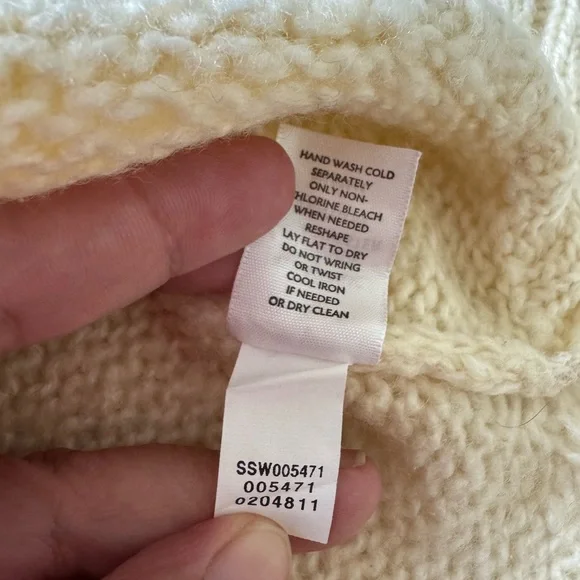 HAND WASH COLD
SEPARATELY
ONLY NON-
CHLORINE BLEACH
WHEN NEEDED
RESHAPE
LAY FLAT TO DRY
DO NOT WRING
OR TWIST
COOL IRON
IF NEEDED
OR DRY CLEAN
SSW005471
005471
0204811